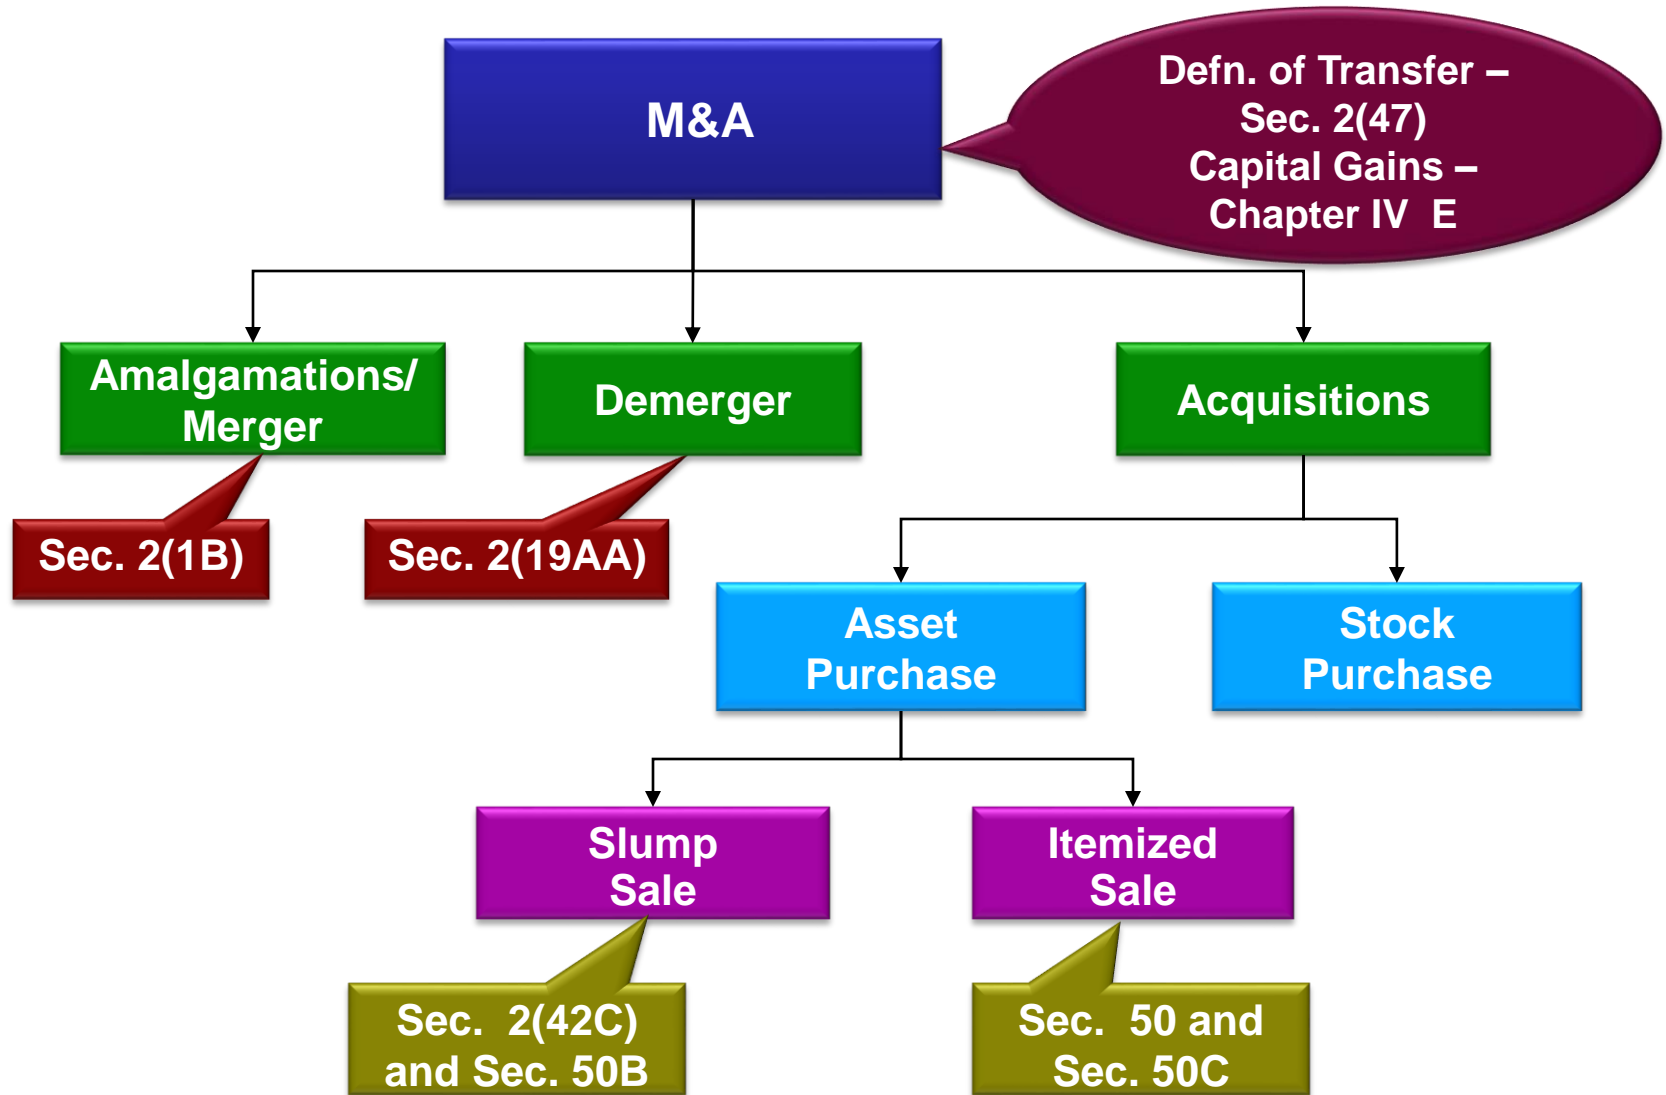 M&A
Defn. of Transfer –
Sec. 2(47)
Capital Gains –
Chapter IV E
Amalgamations/
Merger
Demerger
Acquisitions
Sec. 2(1B)
Sec. 2(19AA)
Asset
Purchase
Stock
Purchase
Slump
Sale
Itemized
Sale
Sec. 2(42C)
and Sec. 50B
Sec. 50 and
Sec. 50C